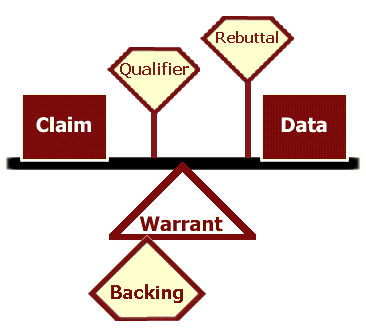 Rebuttal
Qualifier
Claim
Data
Warrant
Backing